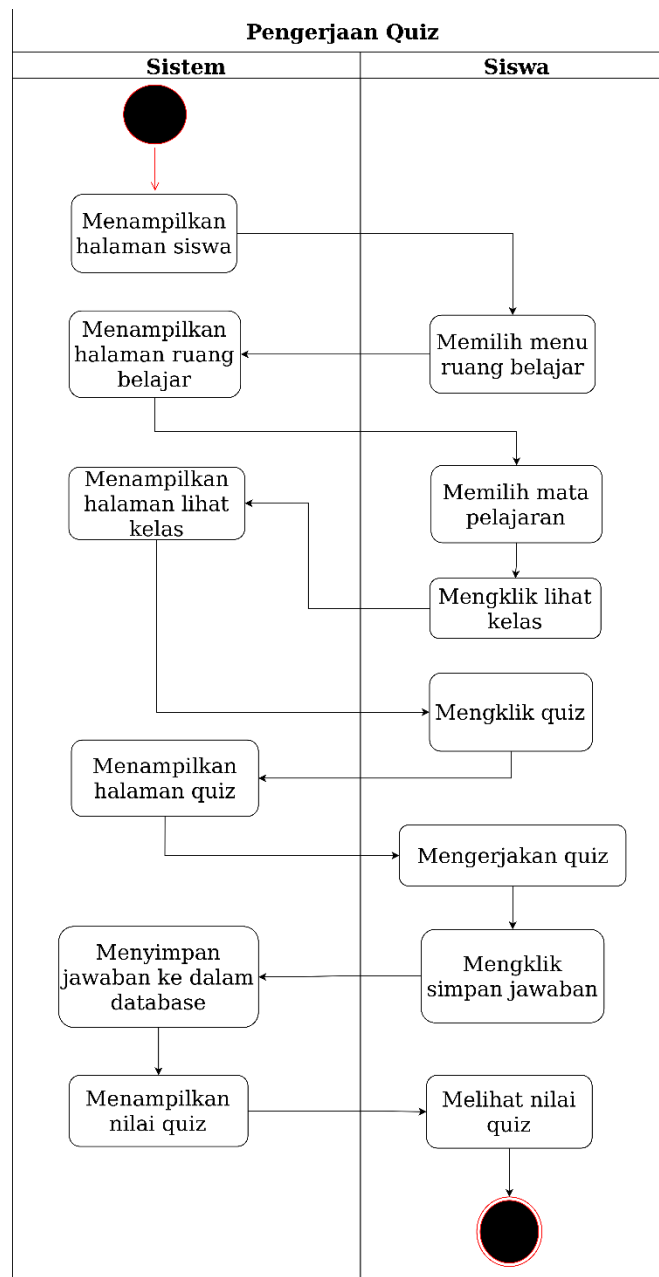 Pengerjaan Quiz
Sistem
Siswa
Menampilkan
halaman siswa
Memilih menu
ruang belajar
Menampilkan
halaman ruang
belajar
Memilih mata
pelajaran
Mengklik lihat
kelas
Menampilkan
halaman lihat
kelas
Mengklik quiz
Menampilkan
halaman quiz
Mengerjakan quiz
Mengklik
simpan jawaban
Menyimpan
jawaban ke dalam
database
Menampilkan
nilai quiz
Melihat nilai
quiz